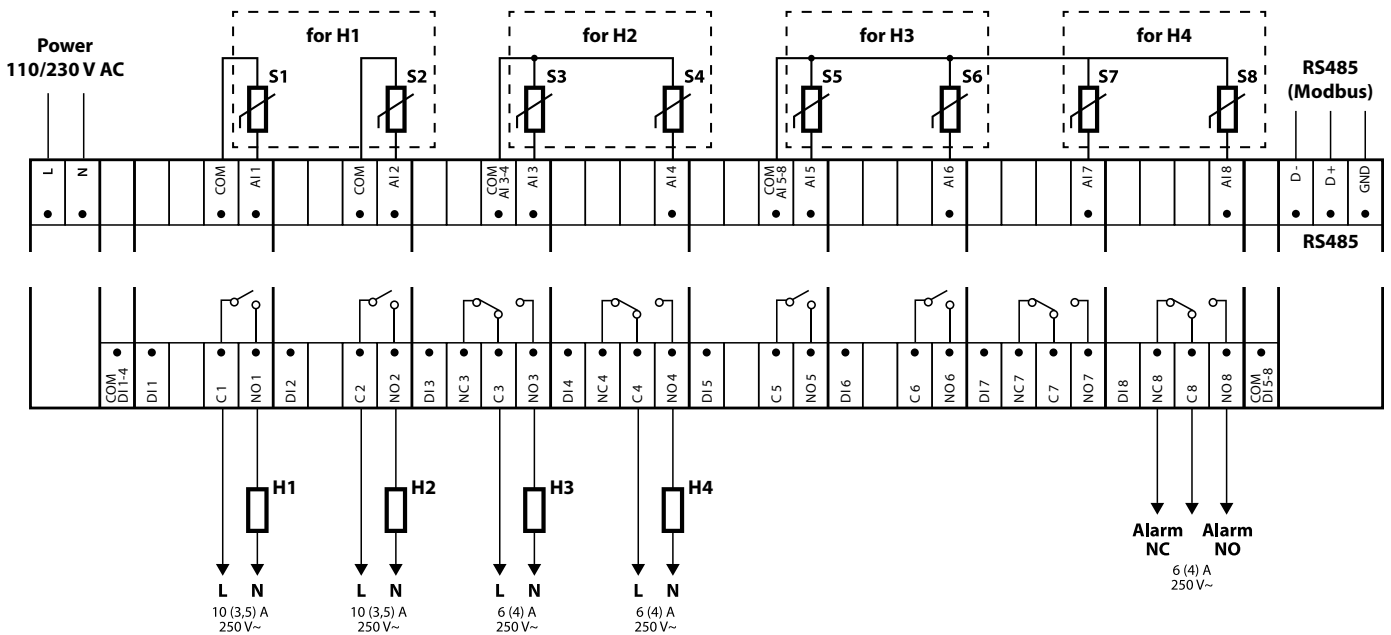 Power
110/230 V AC
for H1
for H2
for H3
for H4
S1
S2
S3
S4
S5
S6
S7
S8
RS485
(Modbus)
L
N
COM
AI 1
COM
AI 2
COM
AI 3-4
AI 3
AI 4
COM
AI 5-8
AI 5
AI 6
AI 7
AI 8
D -
D +
GND
RS485
COM
DI 1-4
DI 1
C 1
NO 1
DI 2
C 2
NO 2
DI 3
NC 3
C 3
NO 3
DI 4
NC 4
C 4
NO 4
DI 5
C 5
NO 5
DI 6
C 6
NO 6
DI 7
NC 7
C 7
NO 7
DI 8
NC 8
C 8
NO 8
COM
DI 5-8
H1
H2
H3
H4
L N
10 (3,5) A
250 V~
L N
10 (3,5) A
250 V~
L N
6 (4) A
250 V~
L N
6 (4) A
250 V~
Alarm
NC
Alarm
NO
6 (4) A
250 V~